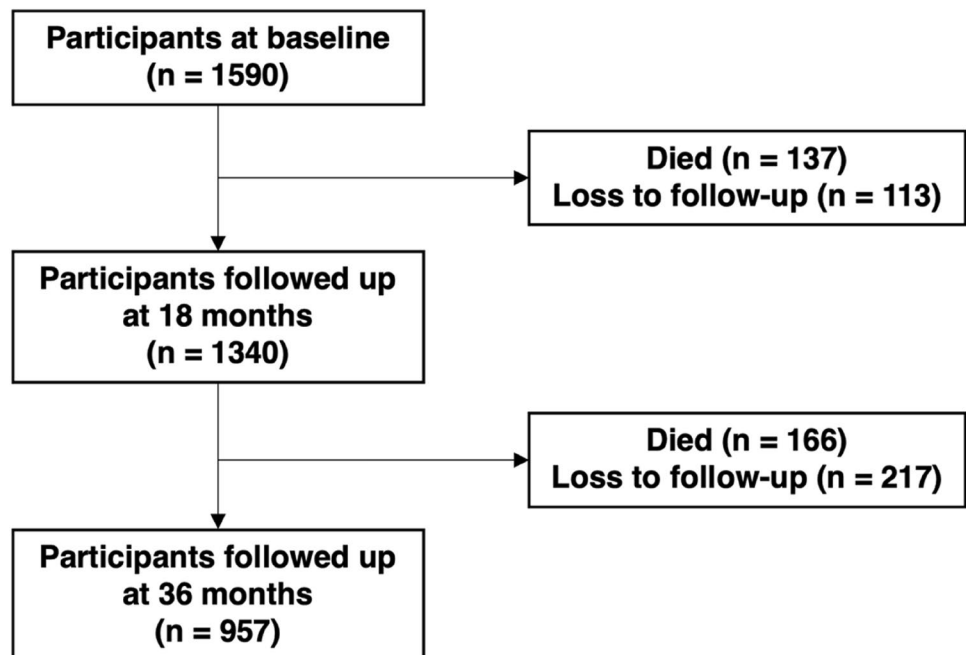 Participants at baseline
(n = 1590)
Died (n = 137)
Loss to follow-up (n = 113)
Participants followed up
at 18 months
(n = 1340)
Died (n = 166)
Loss to follow-up (n = 217)
Participants followed up
at 36 months
(n = 957)